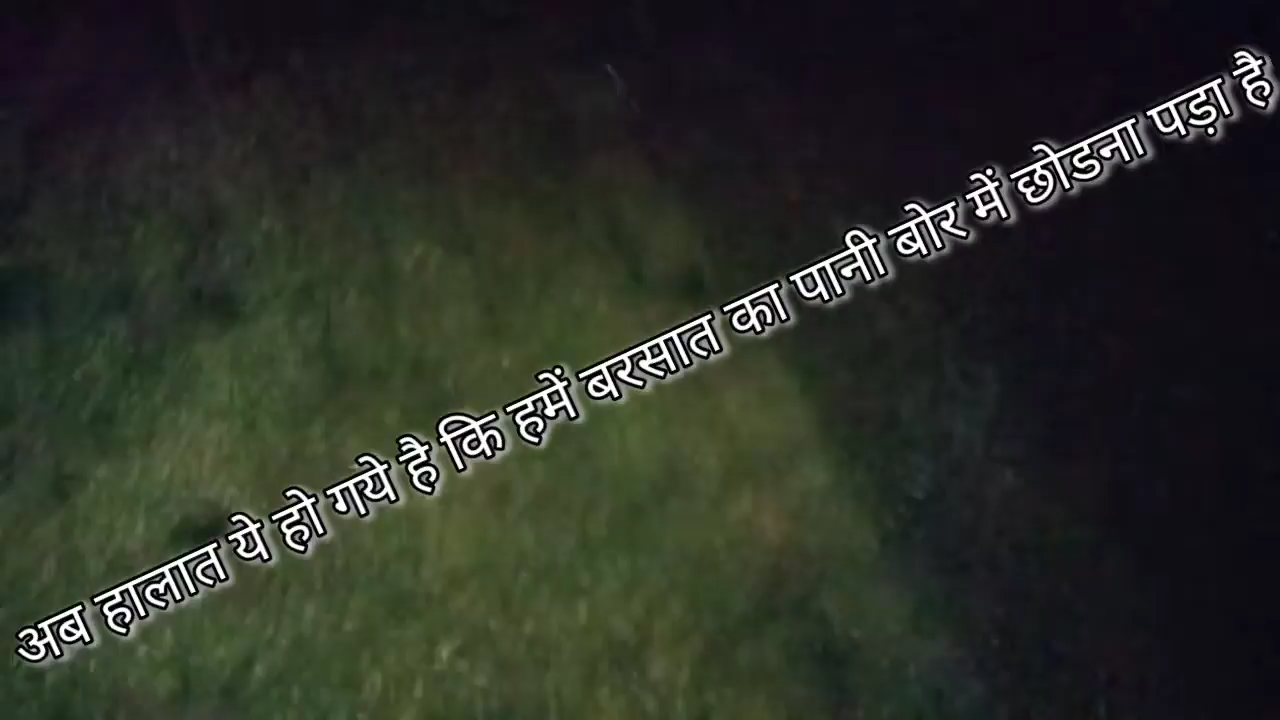 अब हालात ये हो गये है कि हमें बरसात का पानी बोर में छोडना पड़ा है